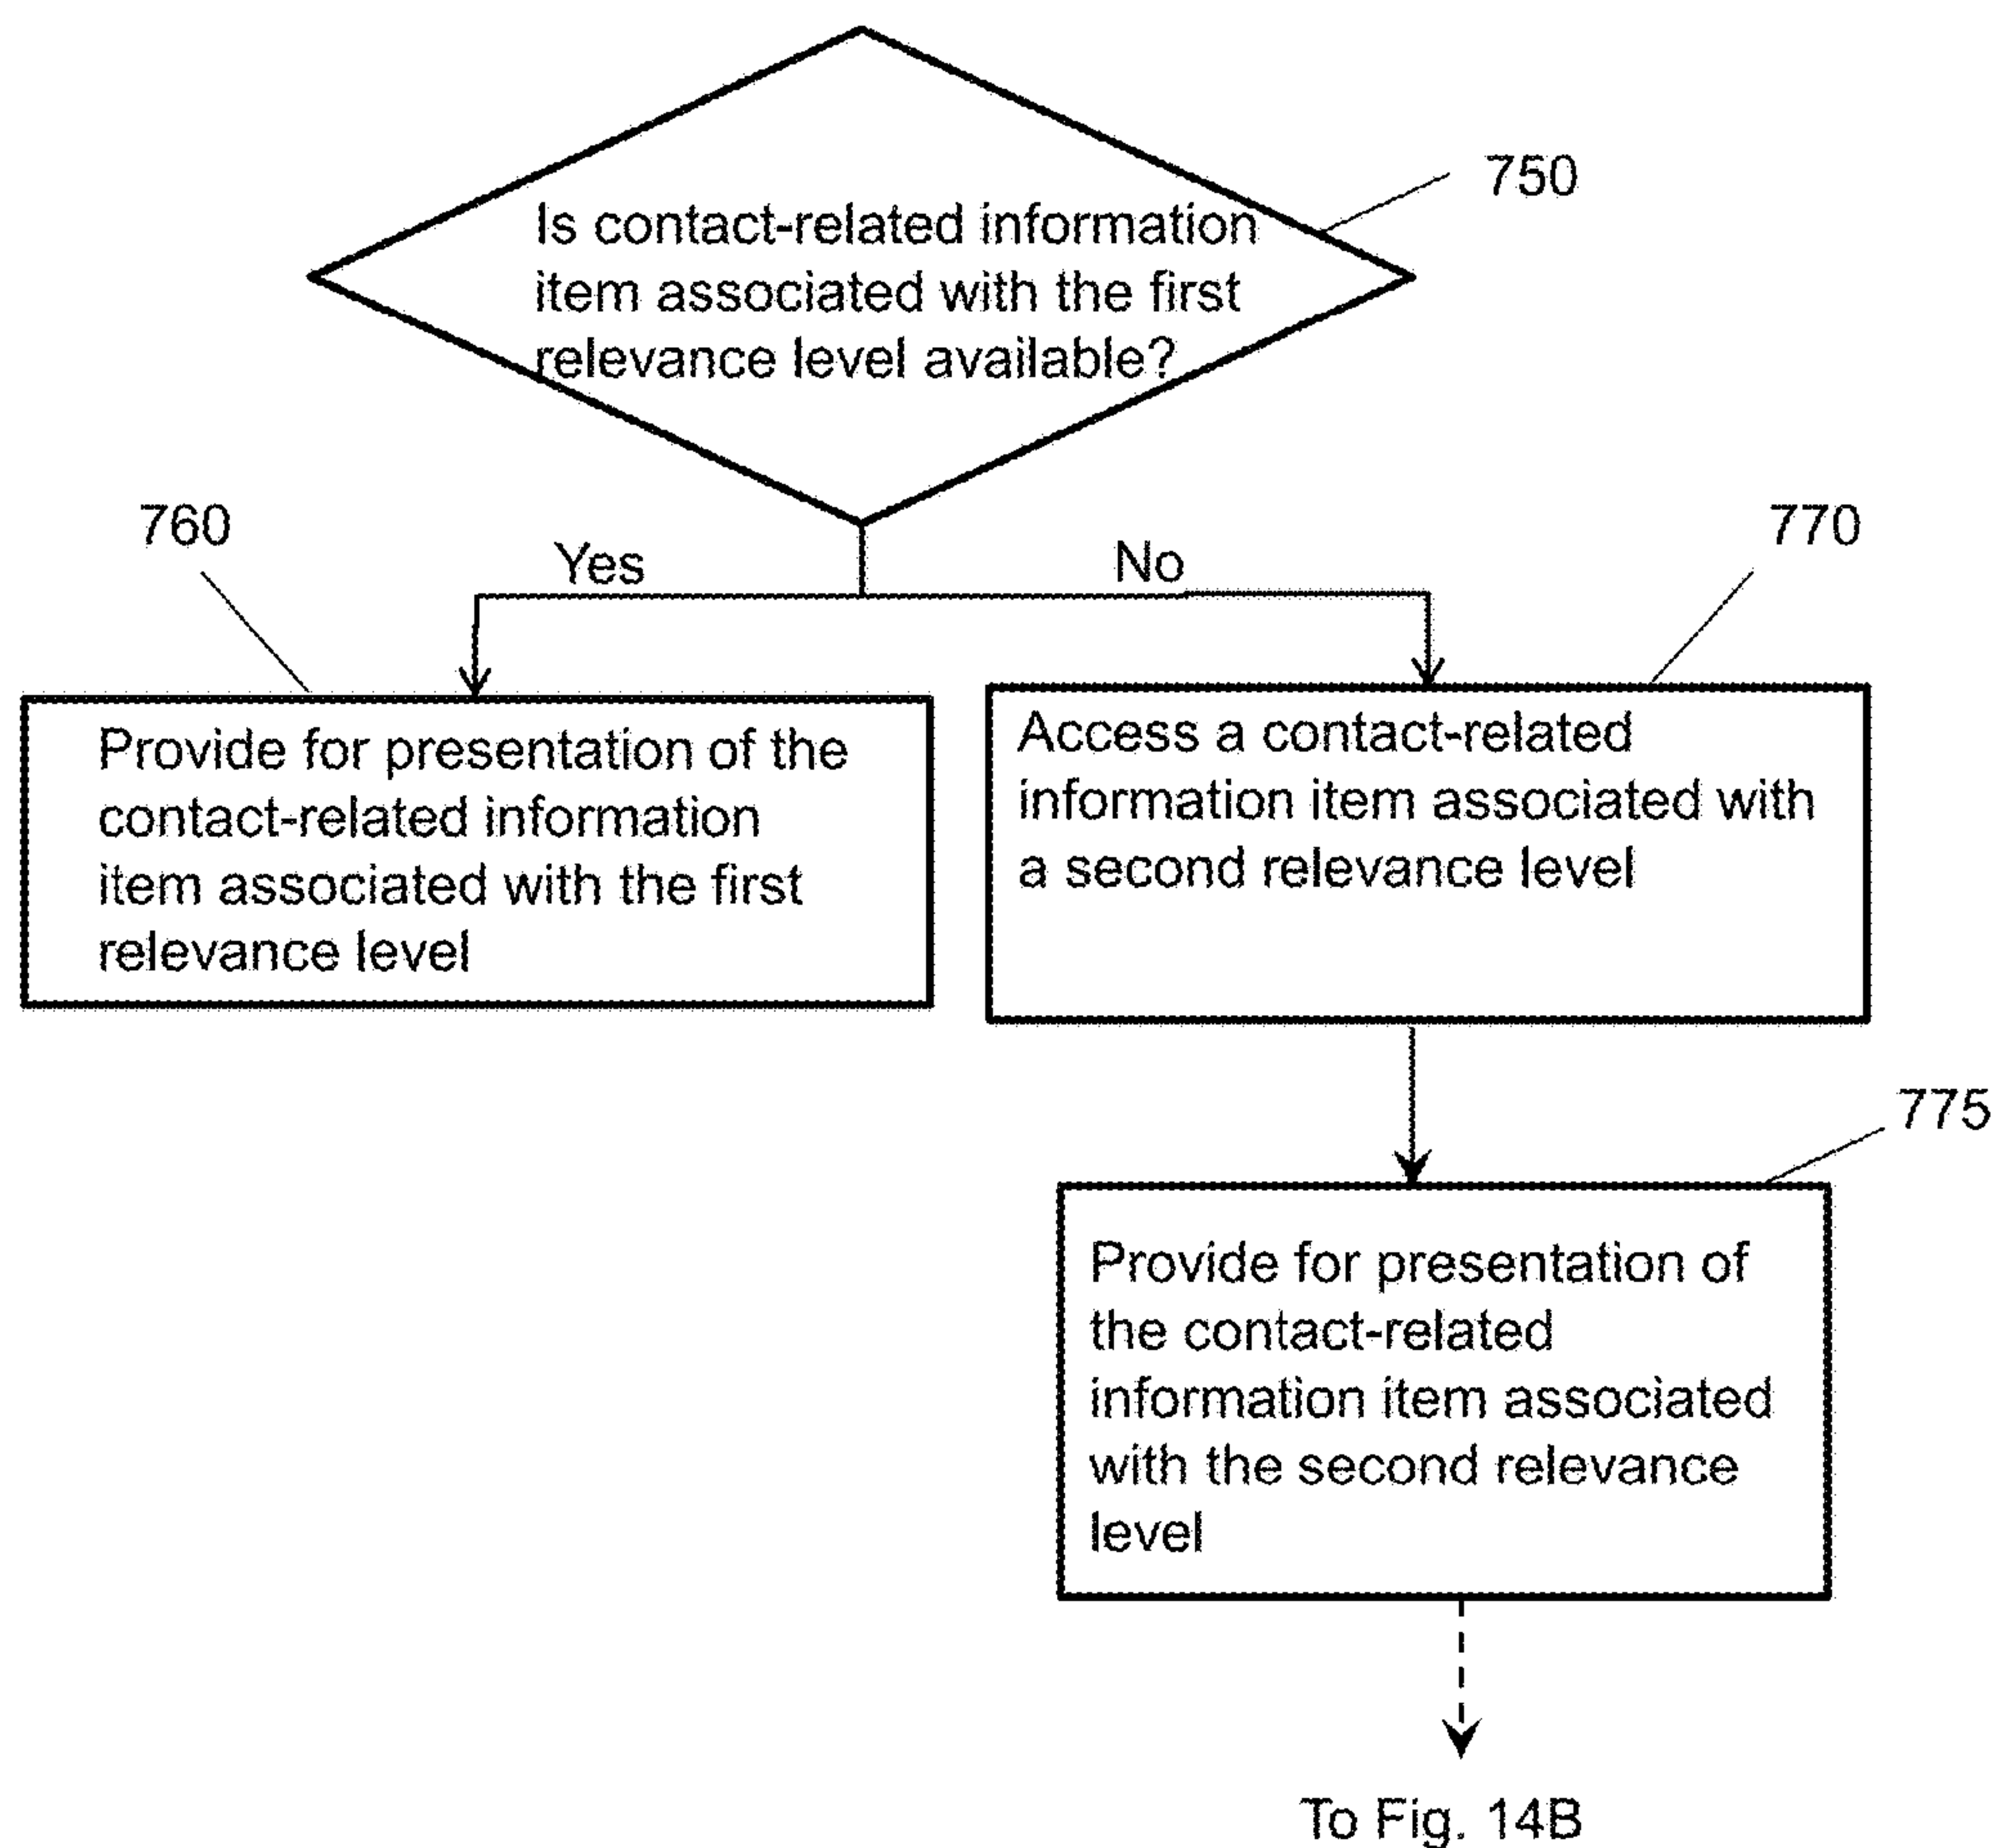 750
Is contact-related information
item associated with the first
relevance level available?
760
Yes
No
770
Provide for presentation of the
contact-related information
item associated with the first
relevance level
Access a contact-related
information item associated with
a second relevance level
775
Provide for presentation of
the contact-related
information item associated
with the second relevance
level
To Fig. 14B